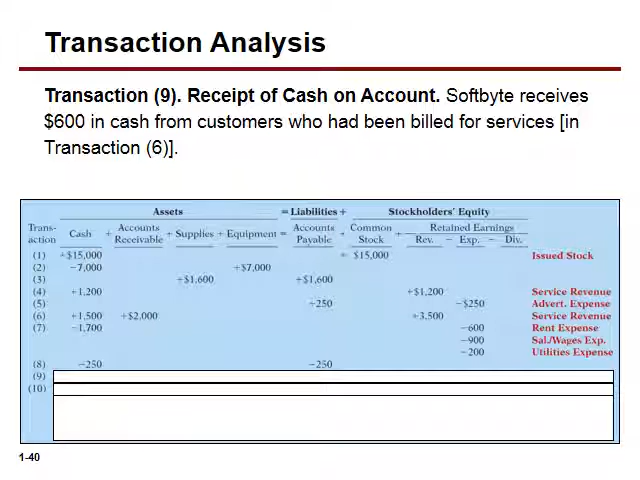 Transaction Analysis
Transaction (9). Receipt of Cash on Account. Softbyte receives
$600 in cash from customers who had been billed for services [in
Transaction (6)].
Assets = Liabilities + Stockholders' Equity
Trans- Accounts Accounts Common Retained Earnings
action Cash + Receivable + Supplies + Equipment = Payable + Stock + Rev. − Exp. − Div.
(1) +$15,000 + $15,000 Issued Stock
(2) −7,000 +$7,000
(3) +$1,600 +$1,600
(4) +1,200 +$1,200 Service Revenue
(5) +250 −$250 Advert. Expense
(6) +1,500 +$2,000 +3,500 Service Revenue
(7) −1,700 −600 Rent Expense
−900 Sal./Wages Exp.
−200 Utilities Expense
(8) −250 −250
(9)
(10)
1-40